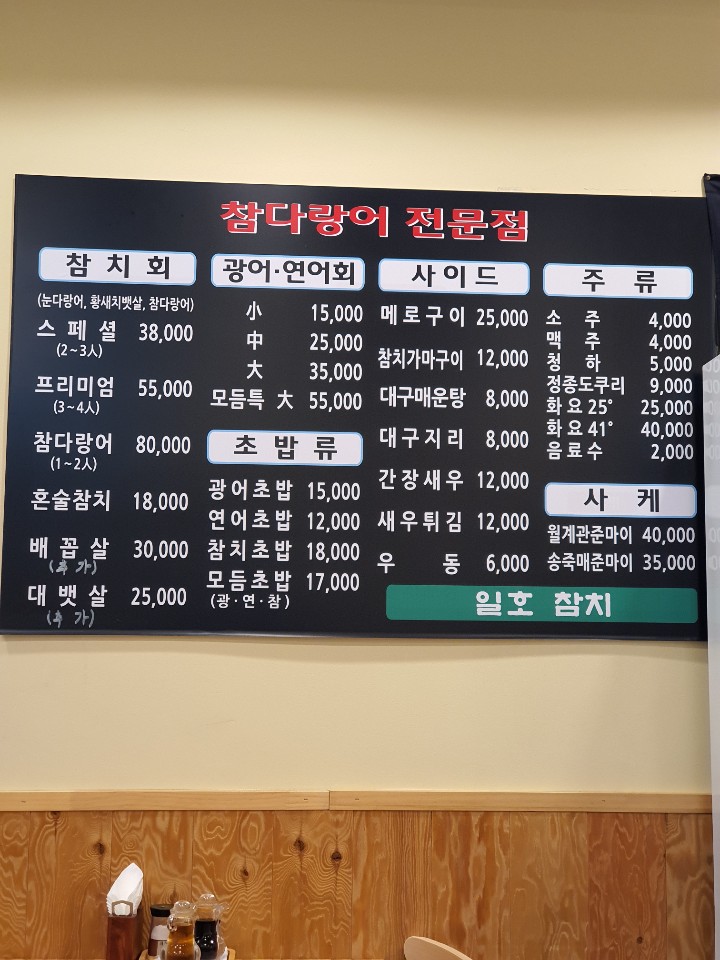 참다랑어 전문점
참 치 회
(눈다랑어, 황새치뱃살, 참다랑어)
스 페 셜 38,000
(2~3人)
프리미엄 55,000
(3~4人)
참다랑어 80,000
(1~2人)
혼술참치 18,000
배 꼽 살 30,000
(추 가)
대 뱃 살 25,000
(추 가)
광어·연어회
小 15,000
中 25,000
大 35,000
모듬특 大 55,000
초 밥 류
광어초밥 15,000
연어초밥 12,000
참치초밥 18,000
모듬초밥 17,000
(광·연·참)
사 이 드
메로구이 25,000
참치가마구이 12,000
대구매운탕 8,000
대구지리 8,000
간장새우 12,000
새우튀김 12,000
우 동 6,000
주 류
소 주 4,000
맥 주 4,000
청 하 5,000
정종도쿠리 9,000
화요 25° 25,000
화요 41° 40,000
음료수 2,000
사 케
월계관준마이 40,000
송죽매준마이 35,000
일호 참치